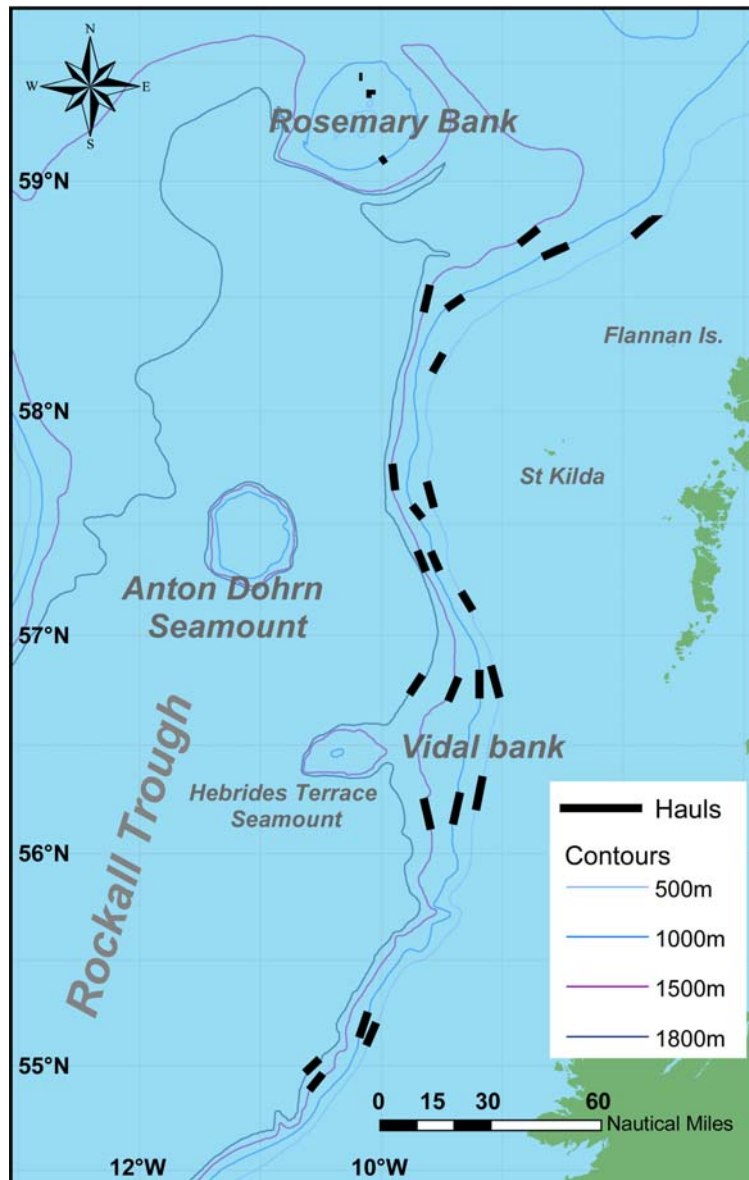 N
W
E
S
Rosemary Bank
59°N
Flannan Is.
58°N
St Kilda
Anton Dohrn
Seamount
57°N
Rockall Trough
Vidal bank
Hebrides Terrace
Seamount
56°N
Hauls
Contours
500m
1000m
1500m
1800m
55°N
0 15 30 60
Nautical Miles
12°W
10°W